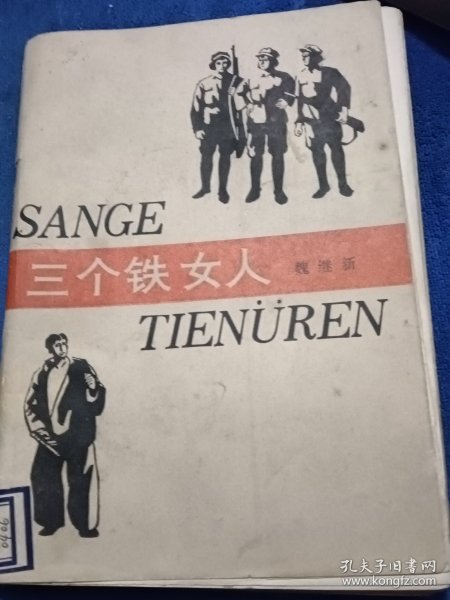 SANGE
三个铁女人 魏继新
TIENÜREN
0406
孔夫子旧书网
www.kongfz.com